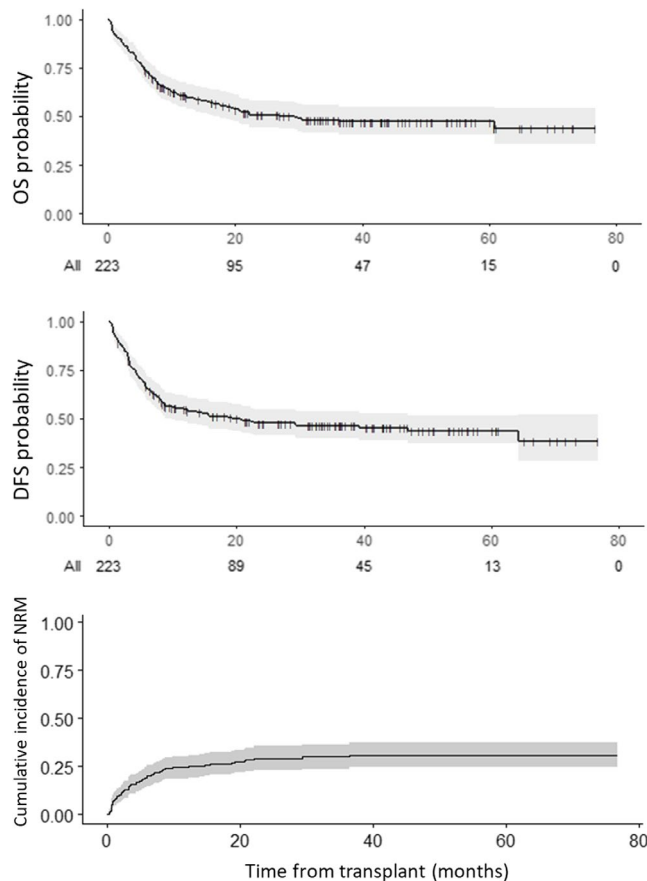 OS probability
1.00
0.75
0.50
0.25
0.00
0 20 40 60 80
All 223 95 47 15 0
DFS probability
1.00
0.75
0.50
0.25
0.00
0 20 40 60 80
All 223 89 45 13 0
Cumulative incidence of NRM
1.00
0.75
0.50
0.25
0.00
0 20 40 60 80
Time from transplant (months)